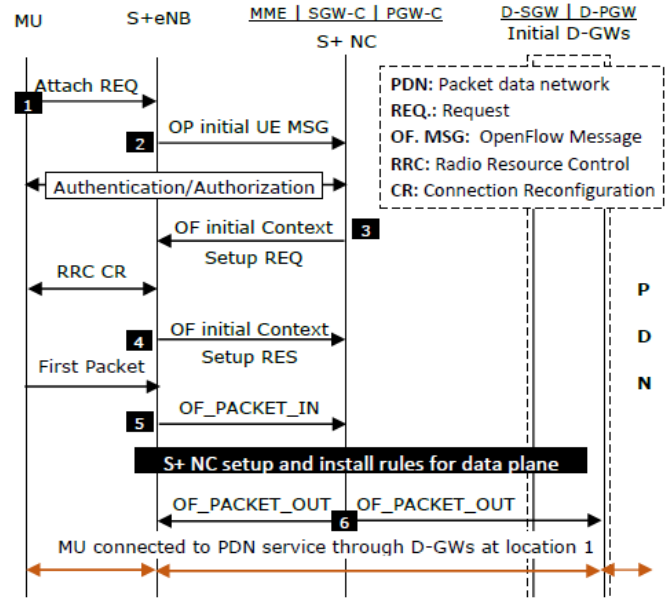 MU
S+eNB
MME | SGW-C | PGW-C
S+ NC
D-SGW | D-PGW
Initial D-GWs
PDN: Packet data network
REQ.: Request
OF. MSG: OpenFlow Message
RRC: Radio Resource Control
CR: Connection Reconfiguration
Attach REQ
1
2
OP initial UE MSG
Authentication/Authorization
OF initial Context
3
Setup REQ
RRC CR
P
D
N
4
OF initial Context
Setup RES
First Packet
5
OF_PACKET_IN
S+ NC setup and install rules for data plane
OF_PACKET_OUT
6
OF_PACKET_OUT
MU connected to PDN service through D-GWs at location 1